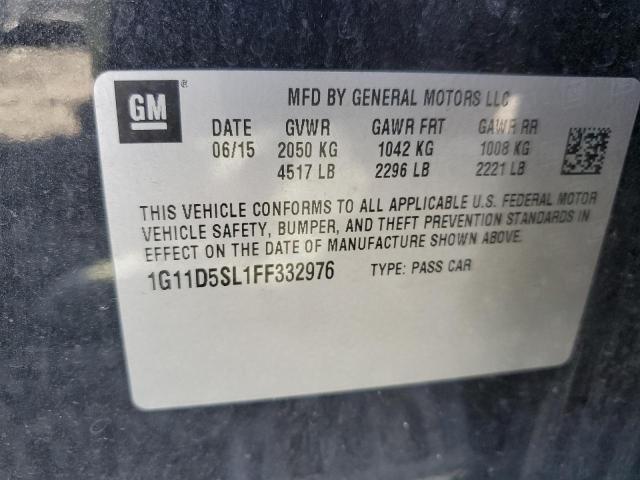 GM®
MFD BY GENERAL MOTORS LLC
DATE GVWR GAWR FRT GAWR RR
06/15 2050 KG 1042 KG 1008 KG
4517 LB 2296 LB 2221 LB
THIS VEHICLE CONFORMS TO ALL APPLICABLE U.S. FEDERAL MOTOR
VEHICLE SAFETY, BUMPER, AND THEFT PREVENTION STANDARDS IN
EFFECT ON THE DATE OF MANUFACTURE SHOWN ABOVE.
1G11D5SL1FF332976 TYPE: PASS CAR